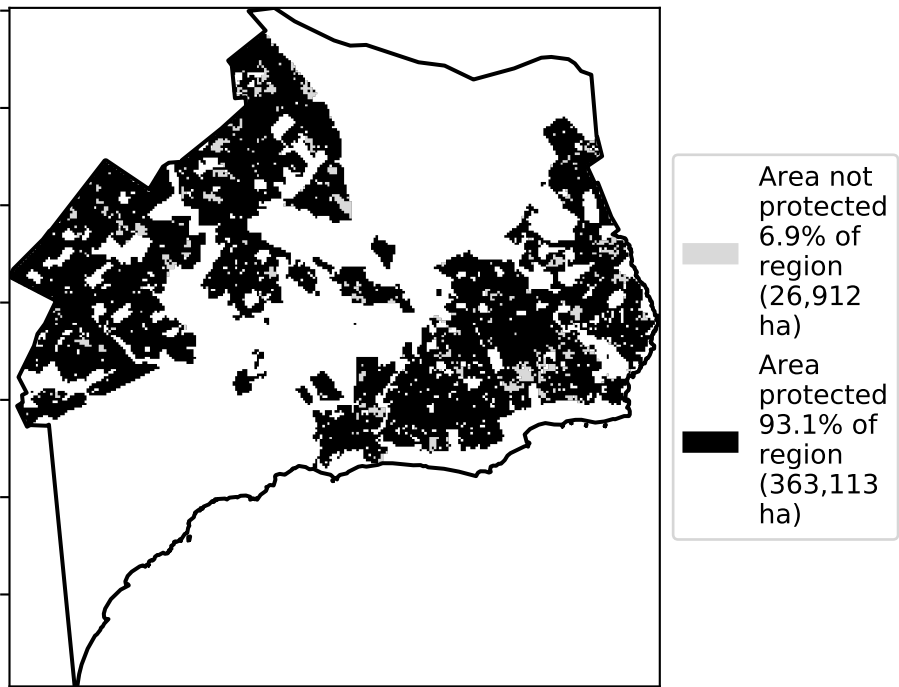 Area not
protected
6.9% of
region
(26,912
ha)
Area
protected
93.1% of
region
(363,113
ha)